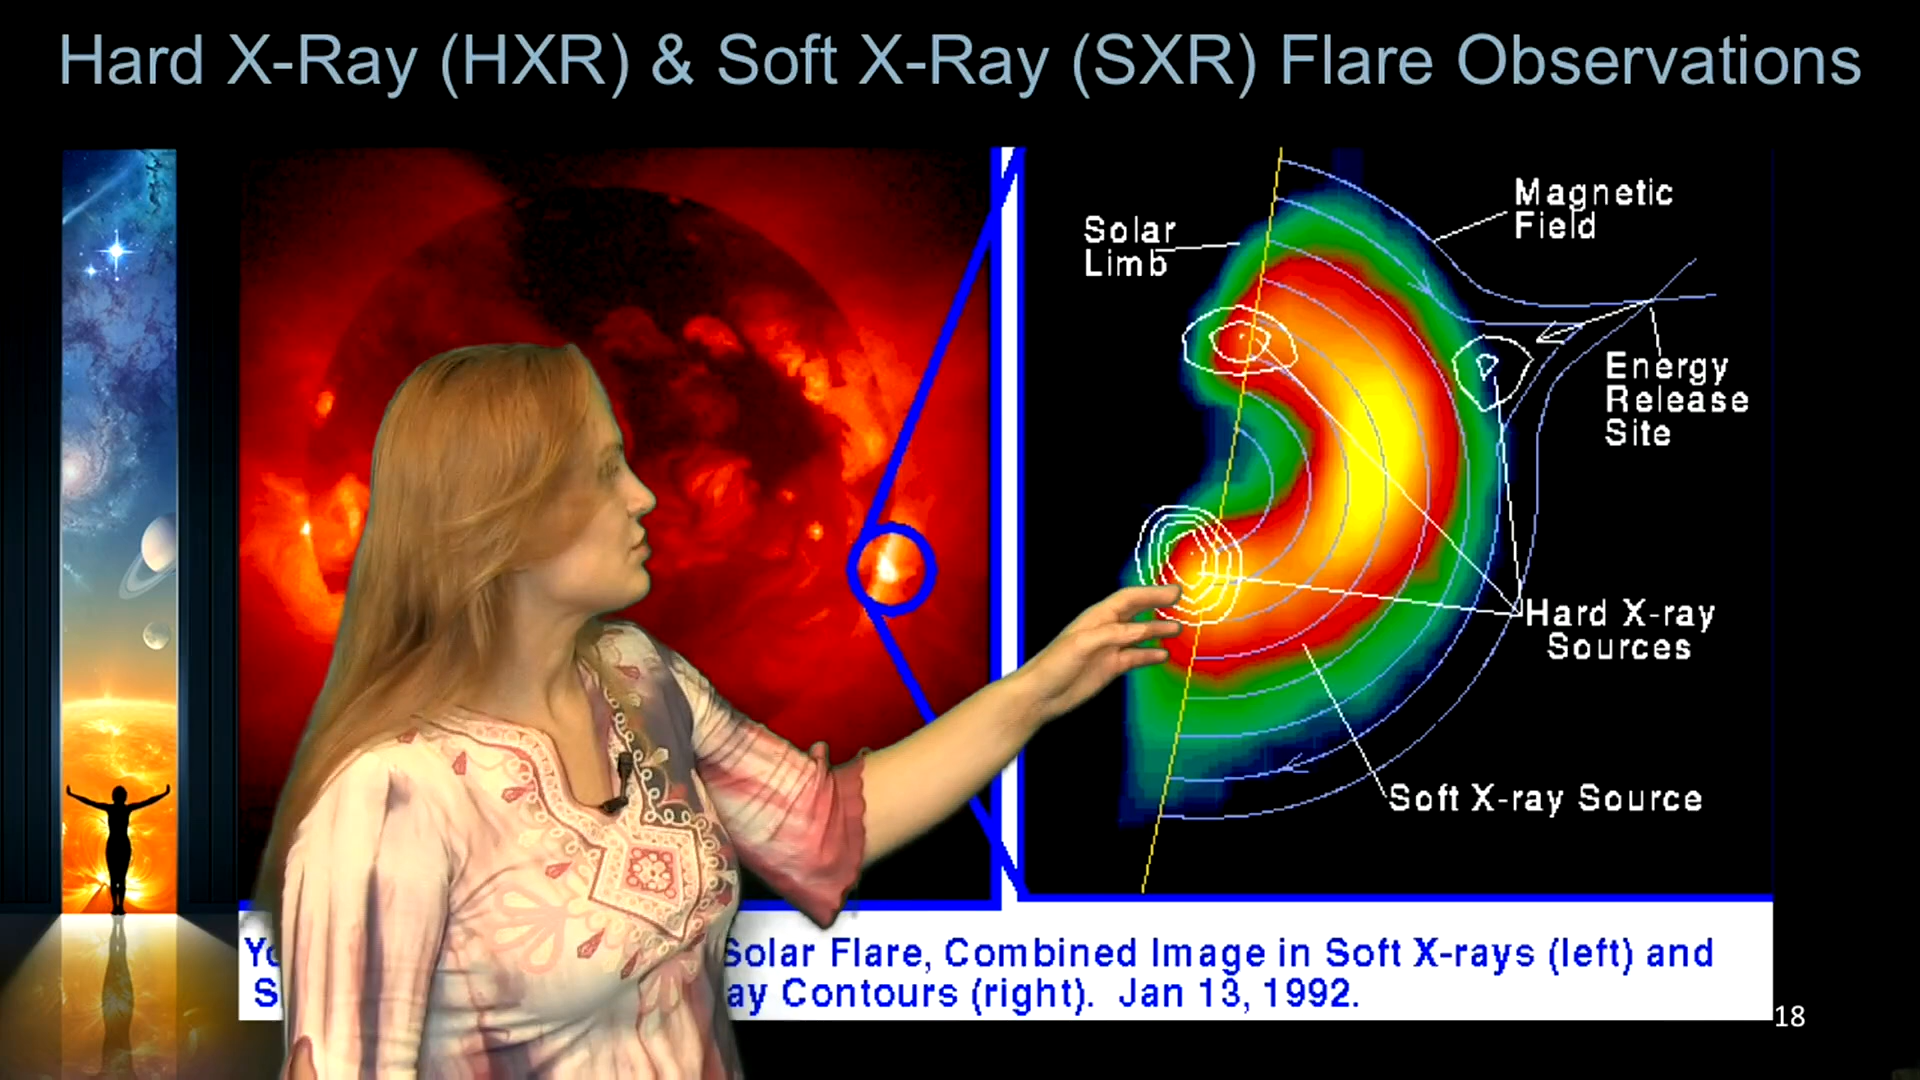 Hard X-Ray (HXR) & Soft X-Ray (SXR) Flare Observations
Solar
Limb
Magnetic
Field
Energy
Release
Site
Hard X-ray
Sources
Soft X-ray Source
Solar Flare, Combined Image in Soft X-rays (left) and
Contours (right). Jan 13, 1992.
18